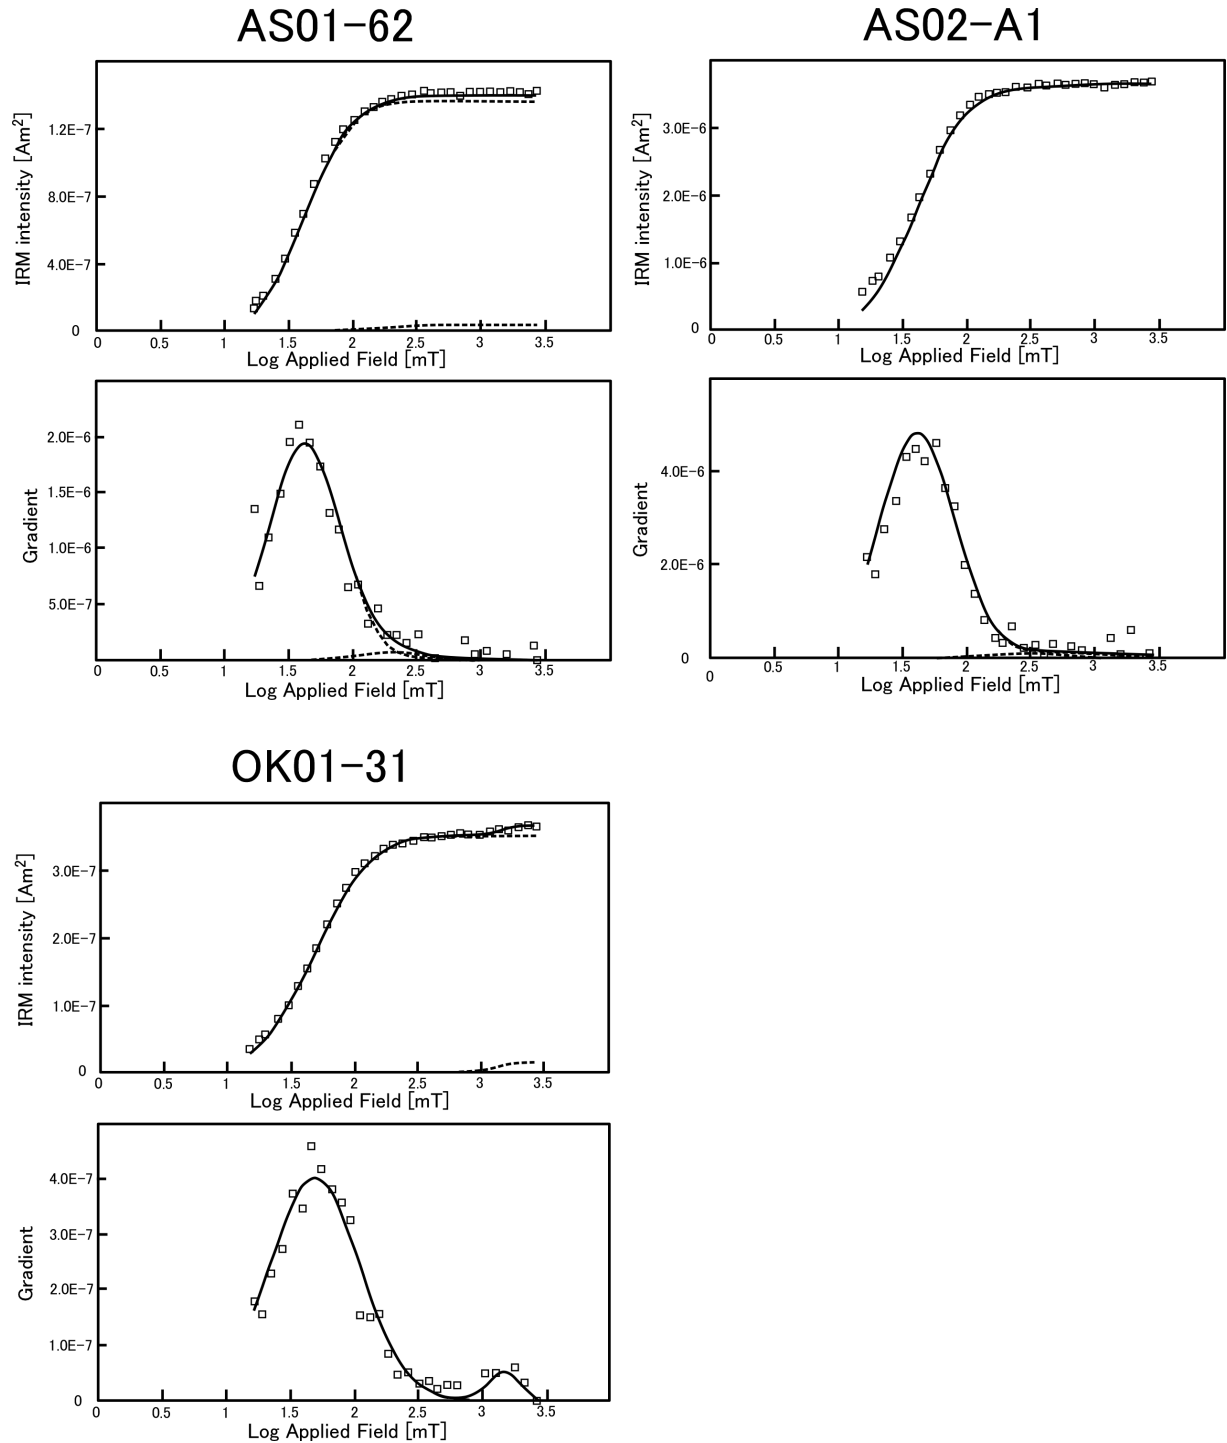 AS01-62
AS02-A1
IRM intensity [Am²]
1.2E-7
8.0E-7
4.0E-7
0
0 0.5 1 1.5 2 2.5 3 3.5
Log Applied Field [mT]
IRM intensity [Am²]
3.0E-6
2.0E-6
1.0E-6
0
0 0.5 1 1.5 2 2.5 3 3.5
Log Applied Field [mT]
Gradient
2.0E-6
1.5E-6
1.0E-6
5.0E-7
0 0.5 1 1.5 2 2.5 3 3.5
Log Applied Field [mT]
Gradient
4.0E-6
2.0E-6
0
0 0.5 1 1.5 2 2.5 3 3.5
Log Applied Field [mT]
OK01-31
IRM intensity [Am²]
3.0E-7
2.0E-7
1.0E-7
0
0 0.5 1 1.5 2 2.5 3 3.5
Log Applied Field [mT]
Gradient
4.0E-7
3.0E-7
2.0E-7
1.0E-7
0
0 0.5 1 1.5 2 2.5 3 3.5
Log Applied Field [mT]